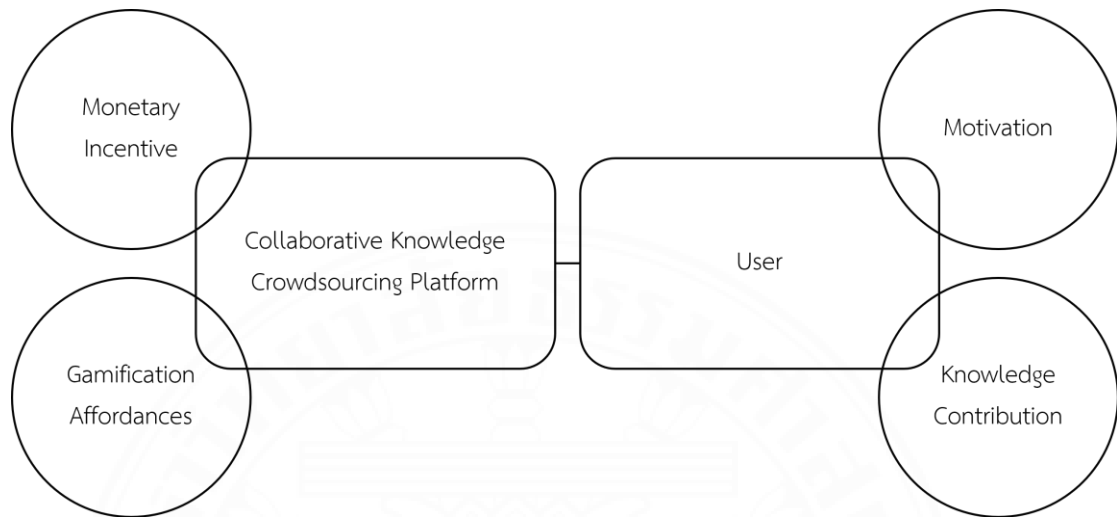 Monetary
Incentive
Motivation
Collaborative Knowledge
Crowdsourcing Platform
User
Gamification
Affordances
Knowledge
Contribution